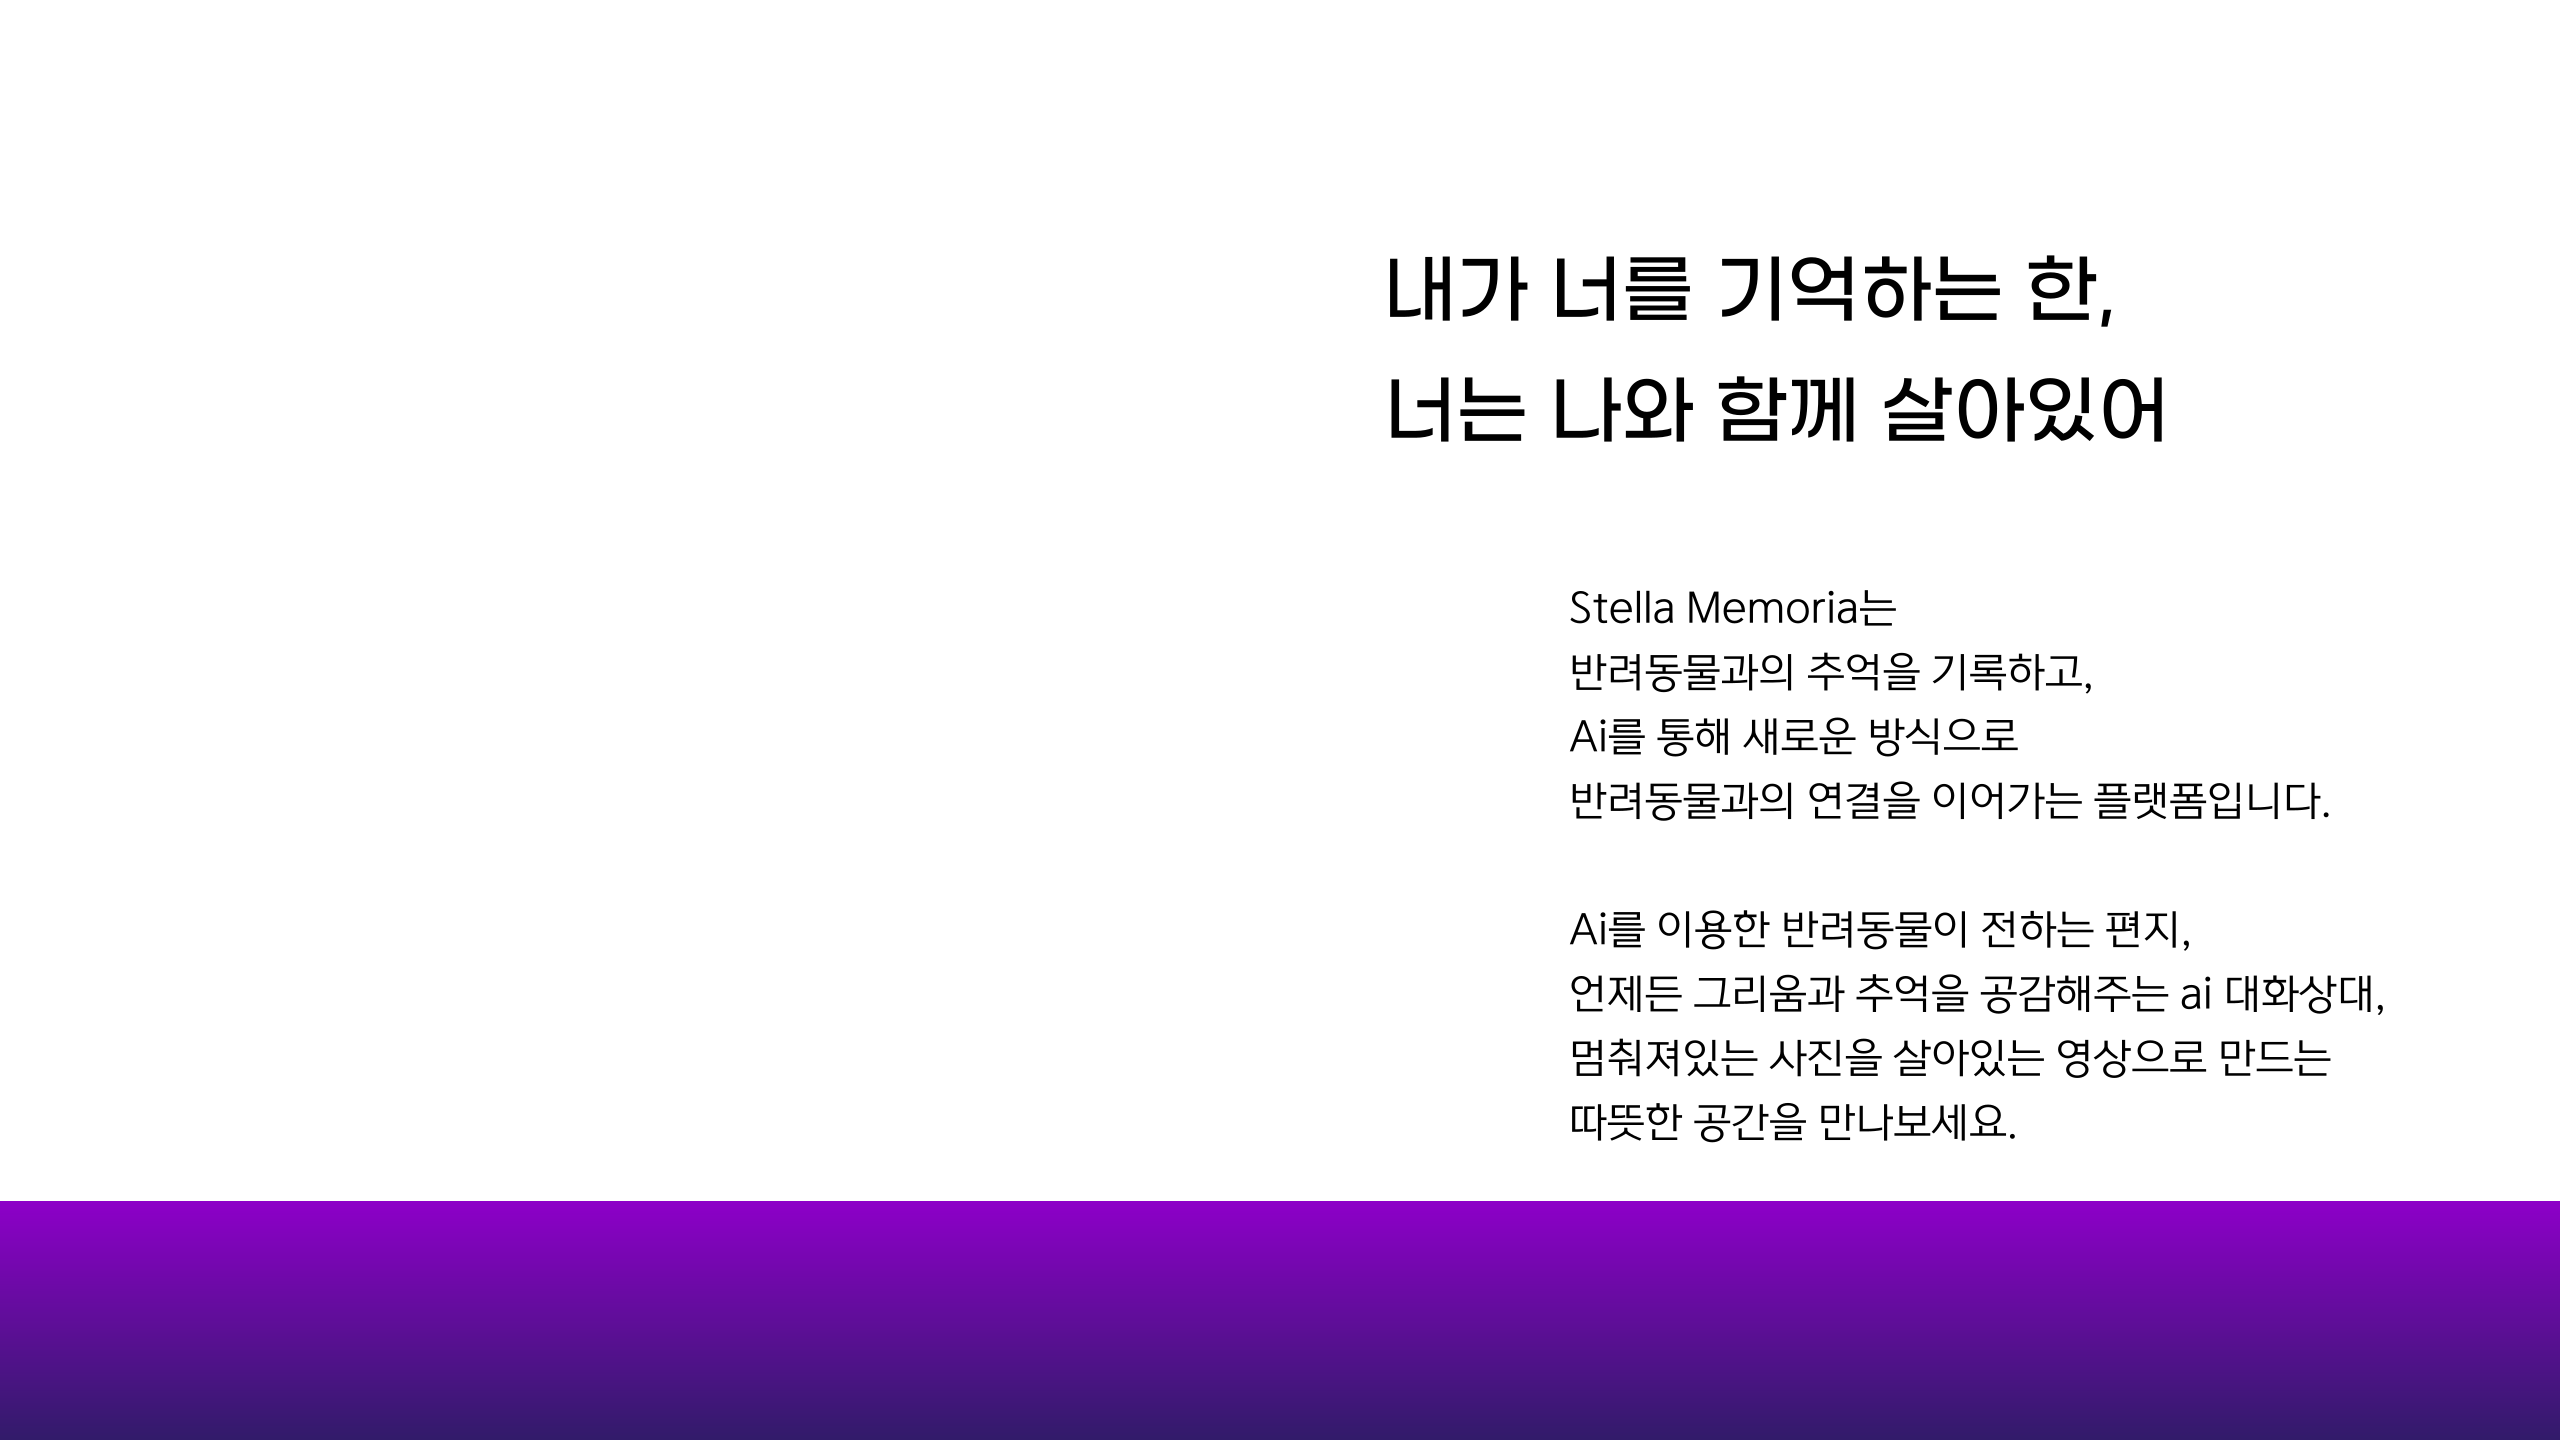 내가 너를 기억하는 한,
너는 나와 함께 살아있어
Stella Memoria는
반려동물과의 추억을 기록하고,
Ai를 통해 새로운 방식으로
반려동물과의 연결을 이어가는 플랫폼입니다.
Ai를 이용한 반려동물이 전하는 편지,
언제든 그리움과 추억을 공감해주는 ai 대화상대,
멈춰져있는 사진을 살아있는 영상으로 만드는
따뜻한 공간을 만나보세요.